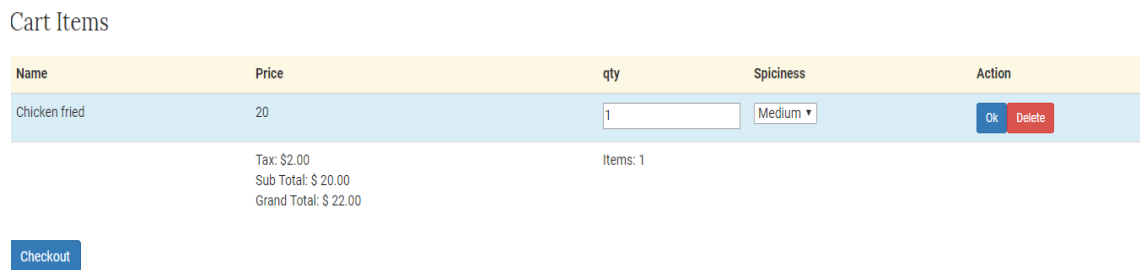 Cart Items
Name Price qty Spiciness Action
Chicken fried 20 1 Medium Ok Delete
Tax: $2.00 Items: 1
Sub Total: $ 20.00
Grand Total: $ 22.00
Checkout